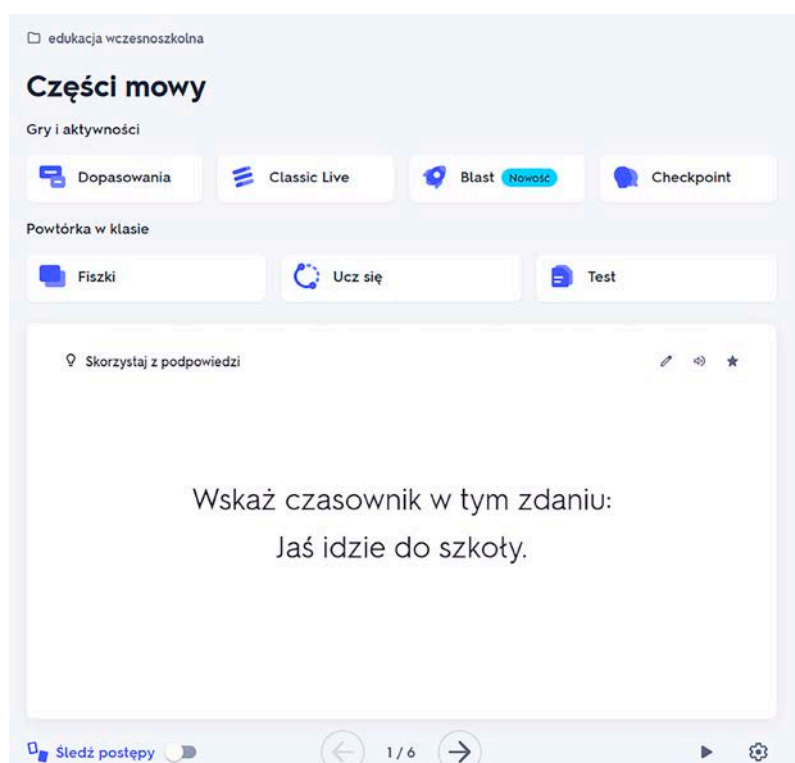 edukacja wczesnoszkolna
Części mowy
Gry i aktywności
Dopasowania
Classic Live
Blast Nowość
Checkpoint
Powtórka w klasie
Fiszki
Ucz się
Test
Skorzystaj z podpowiedzi
Wskaż czasownik w tym zdaniu:
Jaś idzie do szkoły.
Śledź postępy
1 / 6